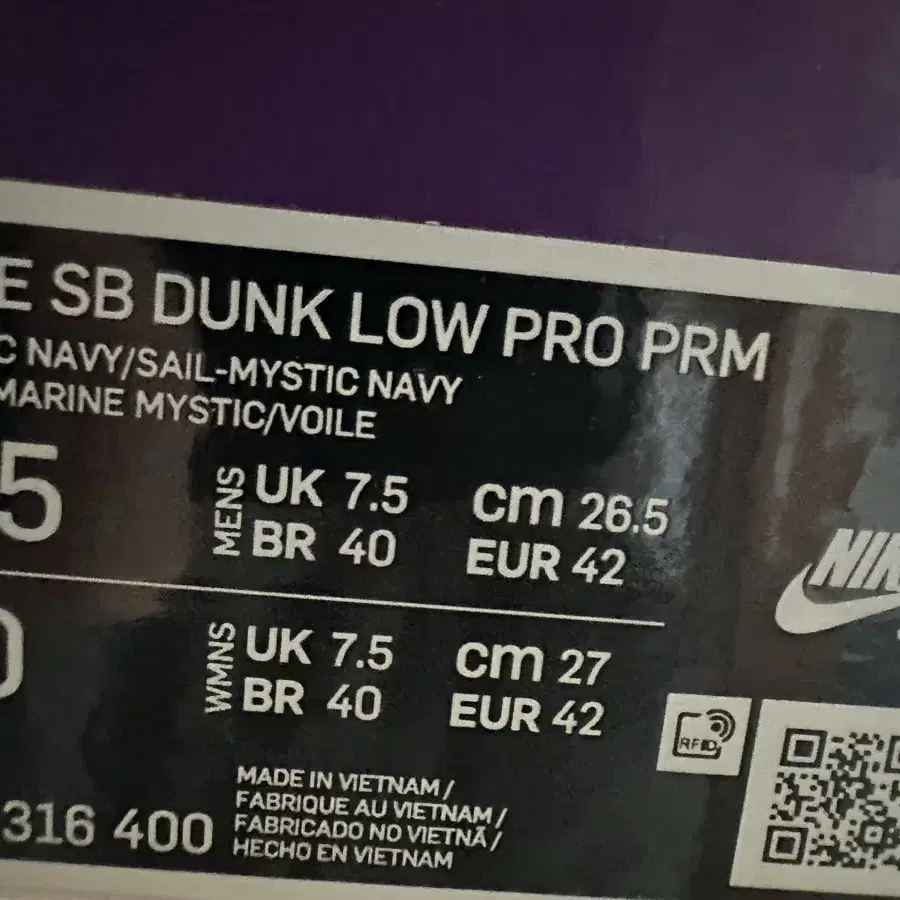 E SB DUNK LOW PRO PRM
C NAVY/SAIL-MYSTIC NAVY
MARINE MYSTIC/VOILE
5
MENS
UK 7.5 cm 26.5
BR 40 EUR 42
0
WMNS
UK 7.5 cm 27
BR 40 EUR 42
NIK
RFID
MADE IN VIETNAM/
FABRIQUE AU VIETNAM/
FABRICADO NO VIETNÃ/
HECHO EN VIETNAM
316 400